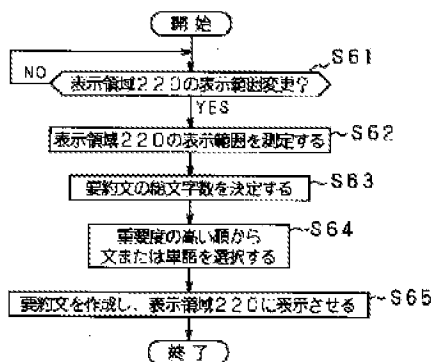 開始
S61
NO
表示領域220の表示範囲変更?
YES
S62
表示領域220の表示範囲を測定する
S63
要約文の総文字数を決定する
S64
重要度の高い順から
文または単語を選択する
S65
要約文を作成し、表示領域220に表示させる
終了